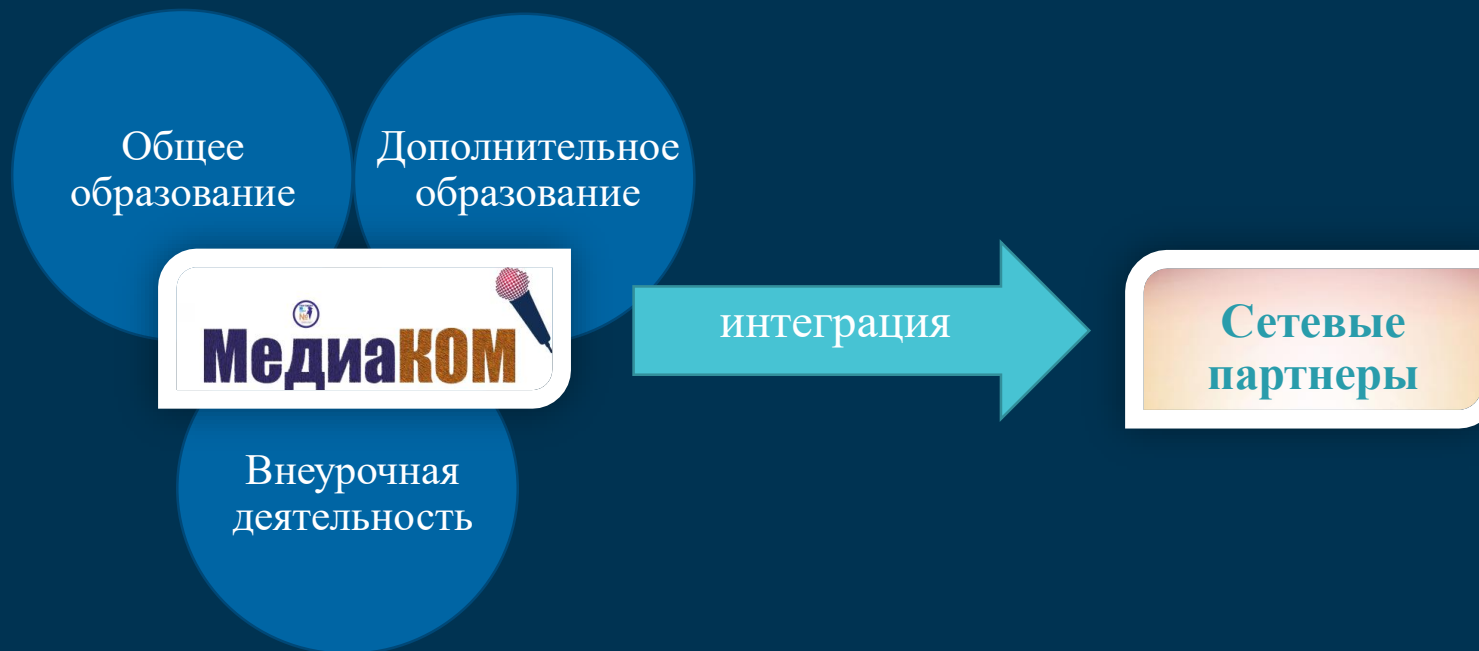 Общее
образование
Дополнительное
образование
МедиаКОМ
интеграция
Сетевые
партнеры
Внеурочная
деятельность